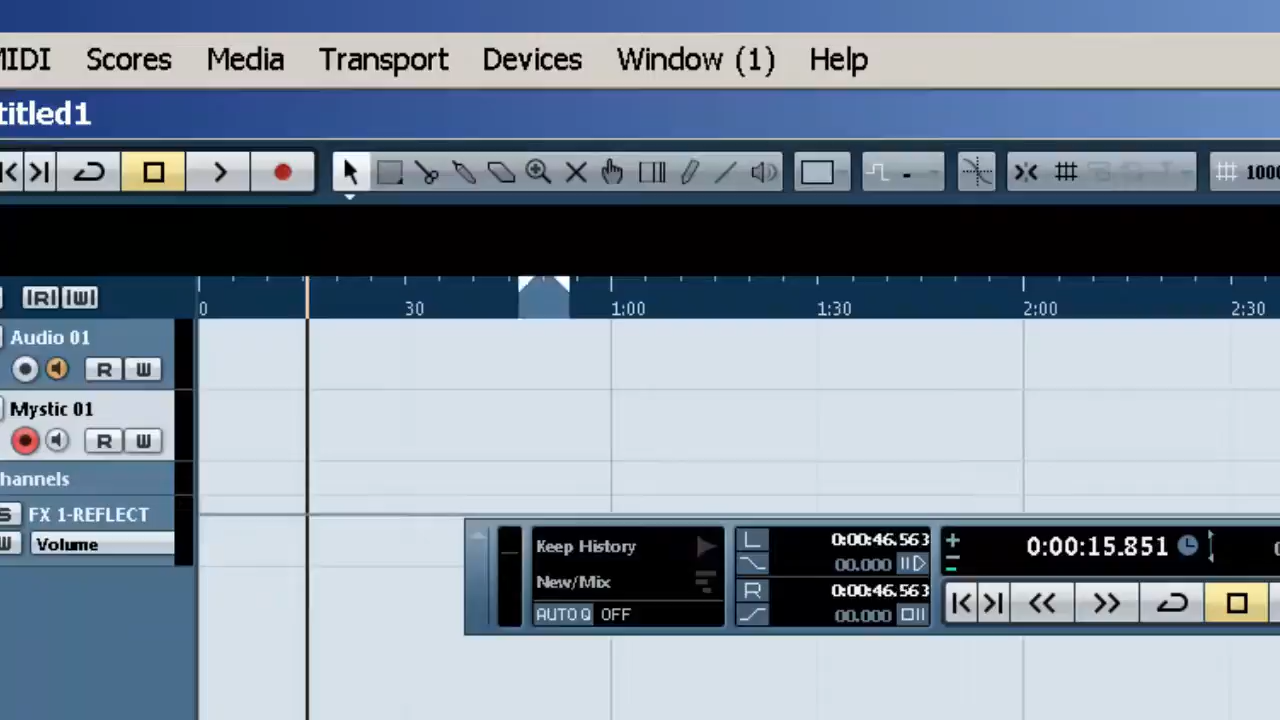 MIDI Scores Media Transport Devices Window (1) Help
titled1
1000
R W
0 30 1:00 1:30 2:00 2:30
Audio 01
R W
Mystic 01
R W
hannels
S FX 1-REFLECT
W Volume
Keep History
New/Mix
AUTO Q OFF
L 0:00:46.563
00.000
R 0:00:46.563
00.000
0:00:15.851